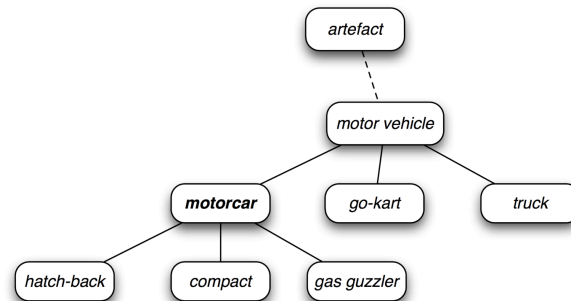 artefact
motor vehicle
motorcar
go-kart
truck
hatch-back
compact
gas guzzler